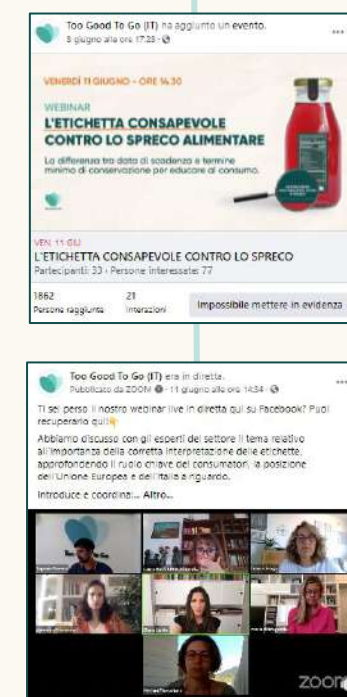 Too Good To Go (IT) ha aggiunto un evento.
8 giugno alle ore 17:28
VENERDÌ 11 GIUGNO - ORE 14.30
WEBINAR
L'ETICHETTA CONSAPEVOLE
CONTRO LO SPRECO ALIMENTARE
La differenza tra data di scadenza e termine
minimo di conservazione per educare al consumo.
VEN, 11 GIU
L'ETICHETTA CONSAPEVOLE CONTRO LO SPRECO
Partecipanti: 33 · Persone interessate: 77
1862
Persone raggiunte
21
Interazioni
Impossibile mettere in evidenza
Too Good To Go (IT) era in diretta.
Pubblicato da ZOOM · 11 giugno alle ore 14:34
Ti sei perso il nostro webinar live in diretta qui su Facebook? Puoi
recuperarlo qui
Abbiamo discusso con gli esperti del settore il tema relativo
all'importanza della corretta interpretazione delle etichette,
approfondendo il ruolo chiave dei consumatori, la posizione
dell'Unione Europea e dell'Italia a riguardo.
Introduce e coordina... Altro...
zoom